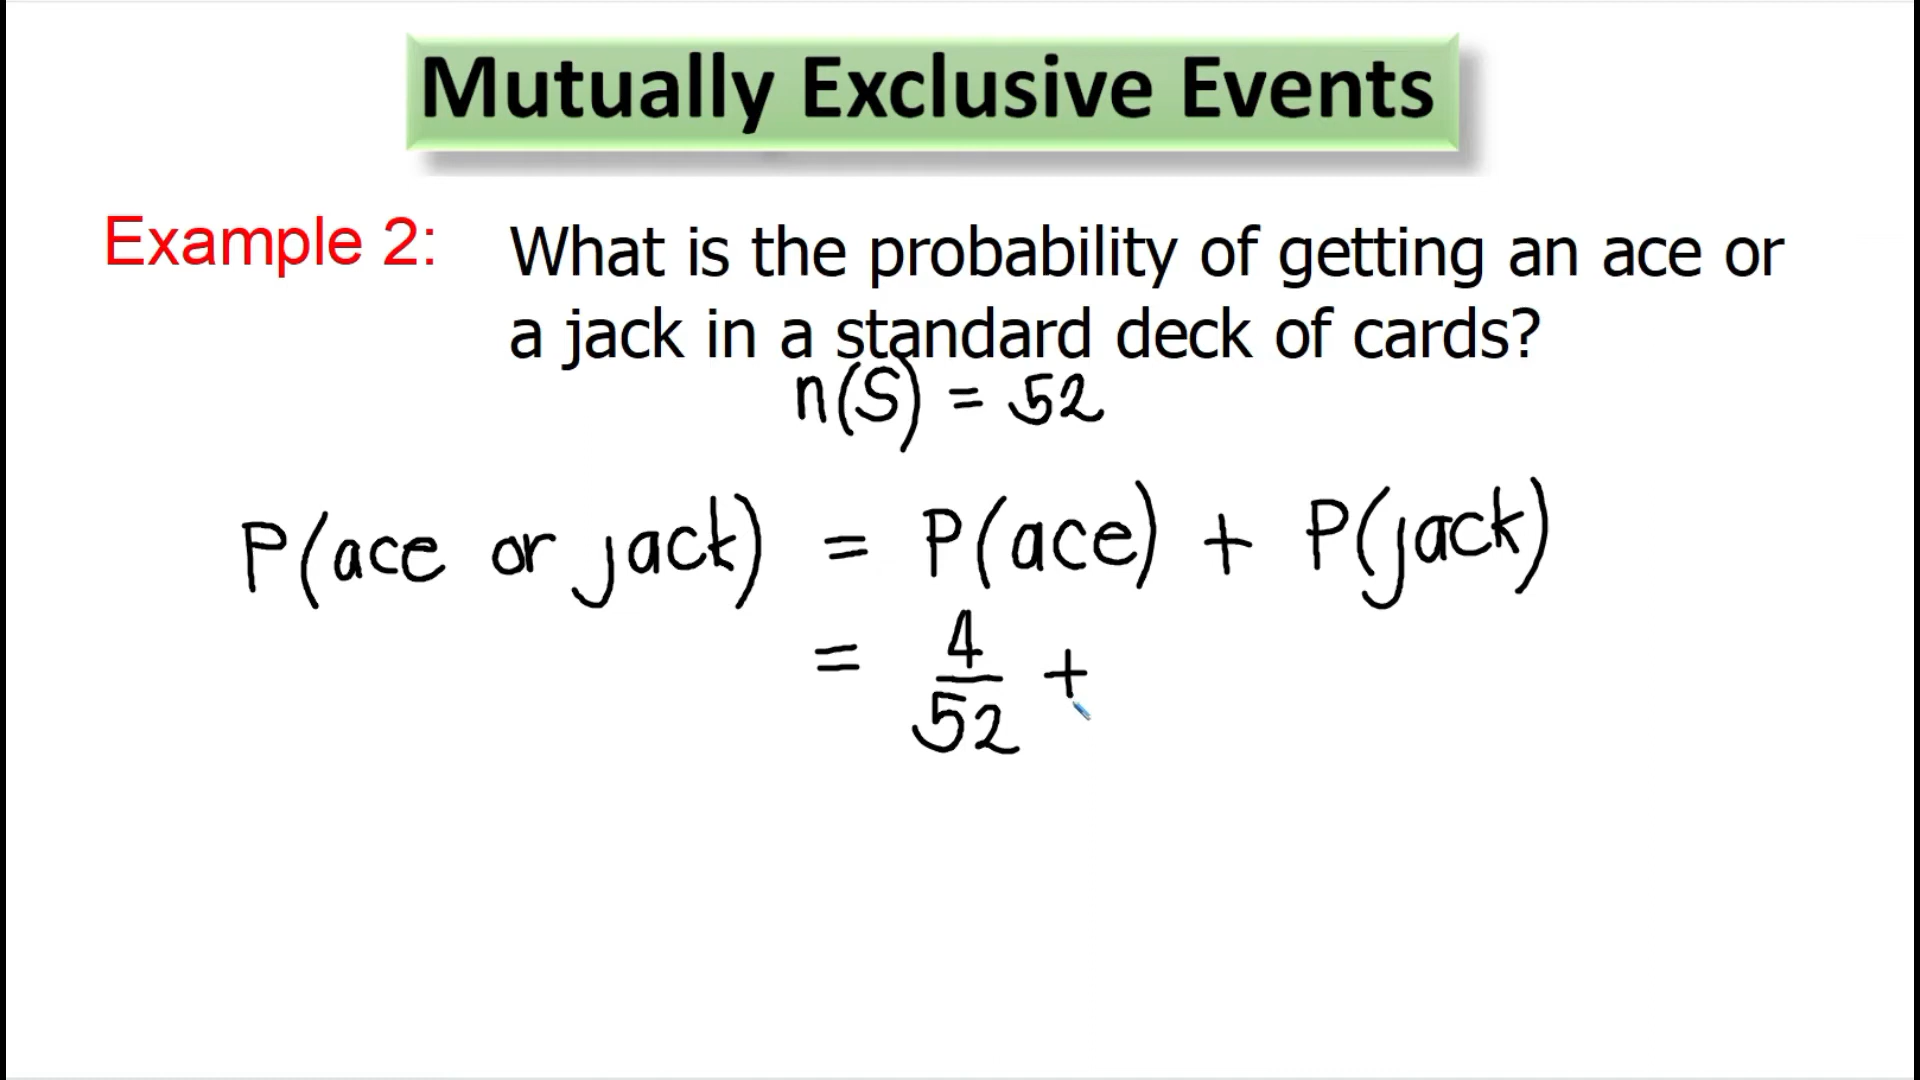 Mutually Exclusive Events
Example 2: What is the probability of getting an ace or
a jack in a standard deck of cards?
n(S) = 52
P(ace or jack) = P(ace) + P(jack)
= 4/52 +